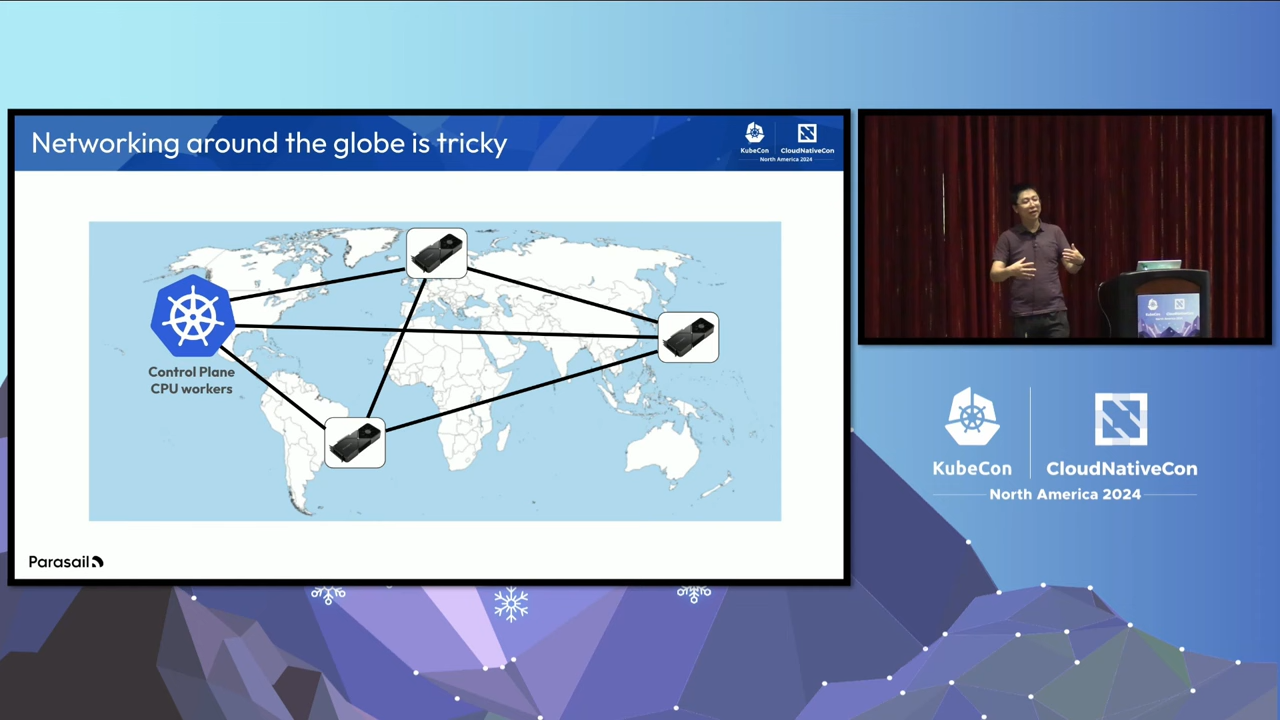 Networking around the globe is tricky
KubeCon
CloudNativeCon
North America 2024
Control Plane
CPU workers
Parasail
KubeCon
CloudNativeCon
North America 2024